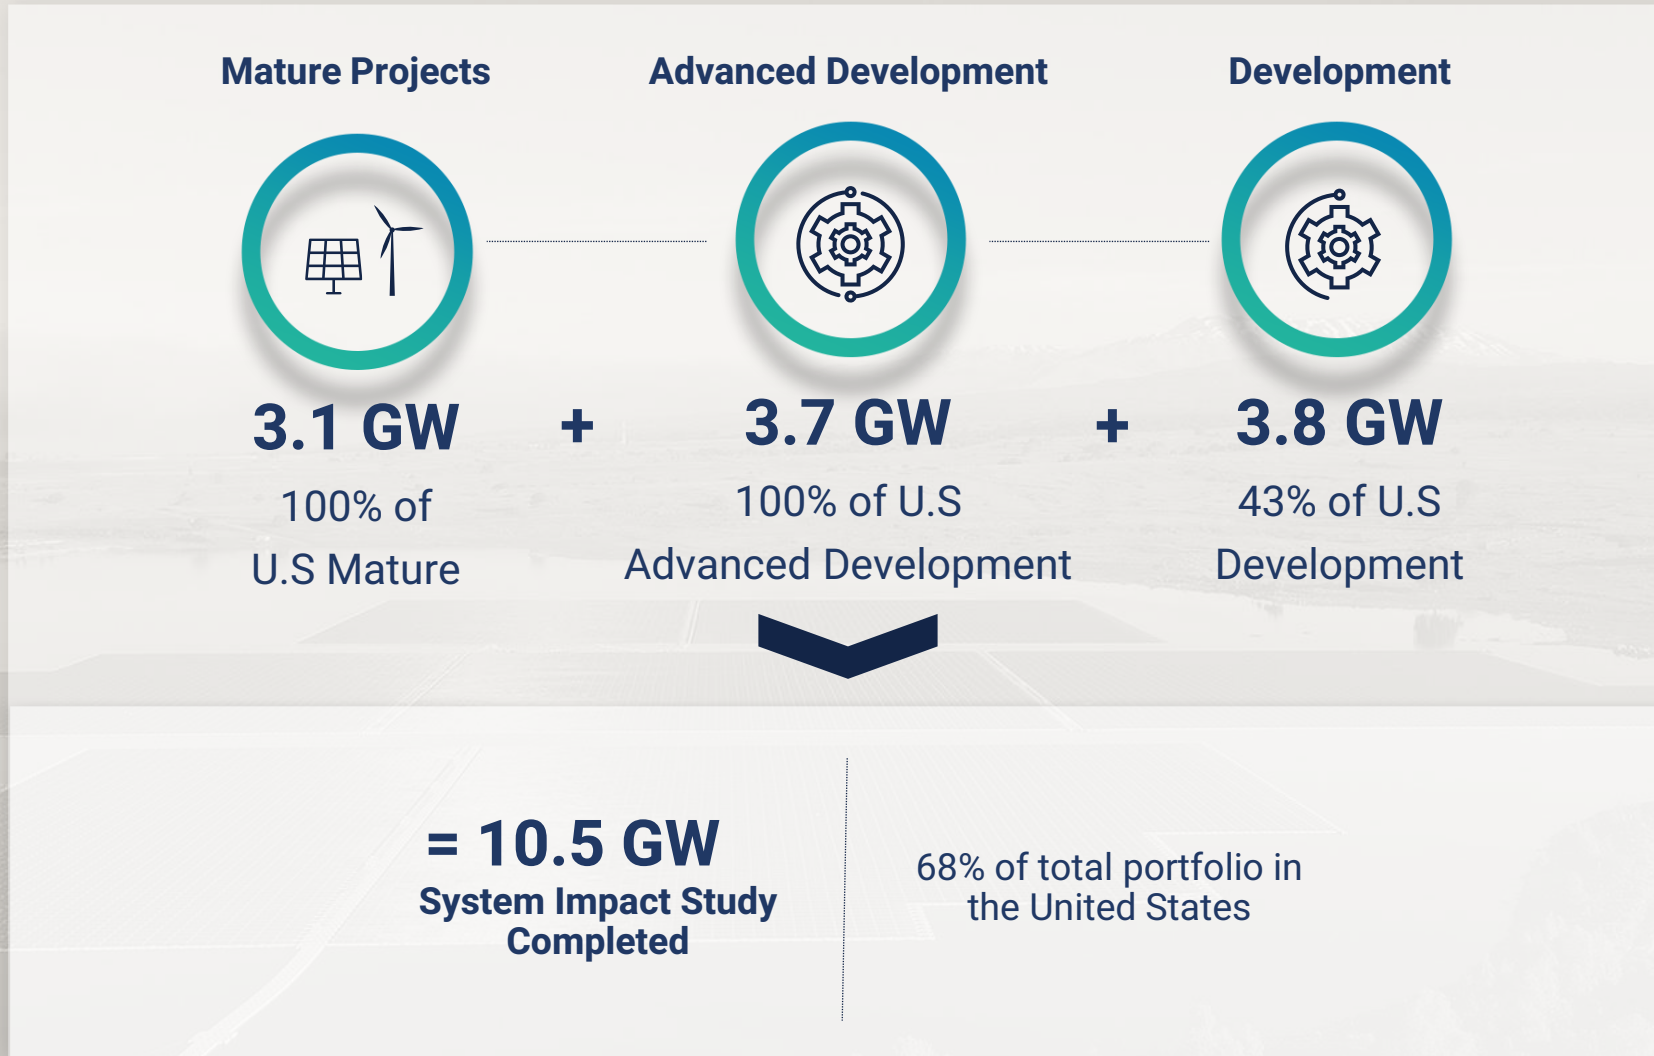 Mature Projects
Advanced Development
Development
3.1 GW
+
3.7 GW
+
3.8 GW
100% of
U.S Mature
100% of U.S
Advanced Development
43% of U.S
Development
= 10.5 GW
System Impact Study
Completed
68% of total portfolio in
the United States